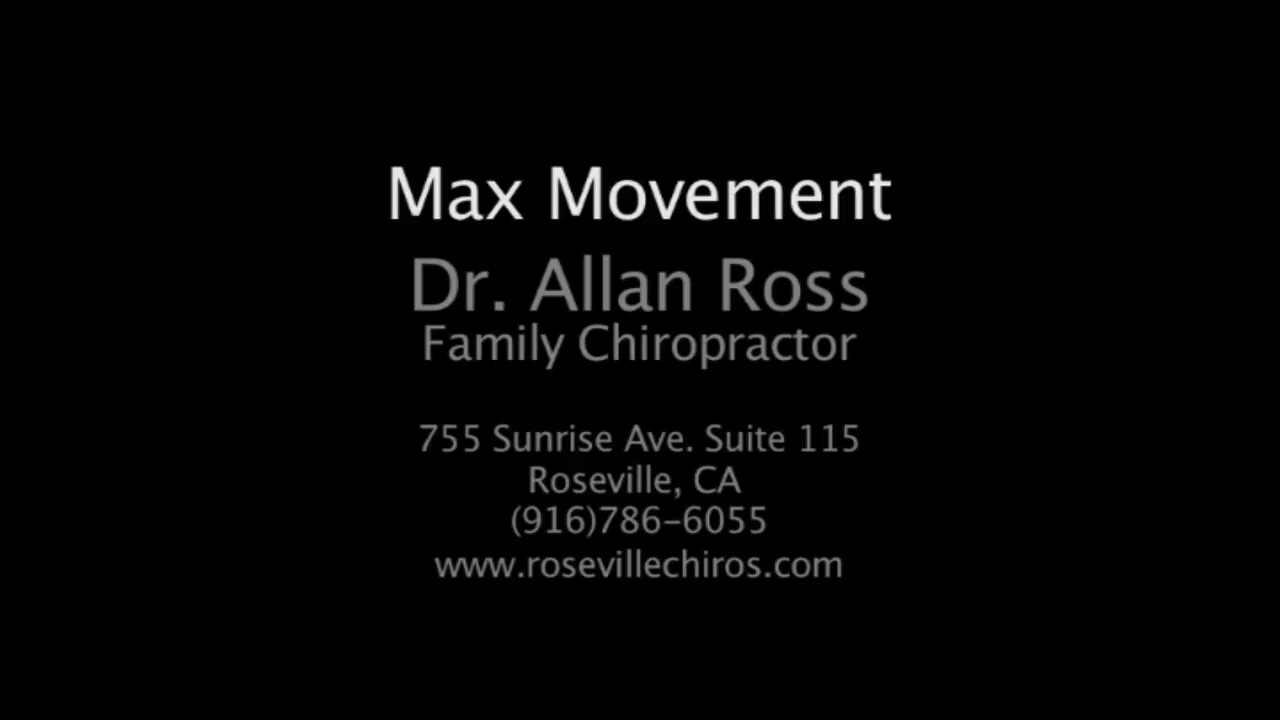 Max Movement
Dr. Allan Ross
Family Chiropractor
755 Sunrise Ave. Suite 115
Roseville, CA
(916)786-6055
www.rosevillechiros.com